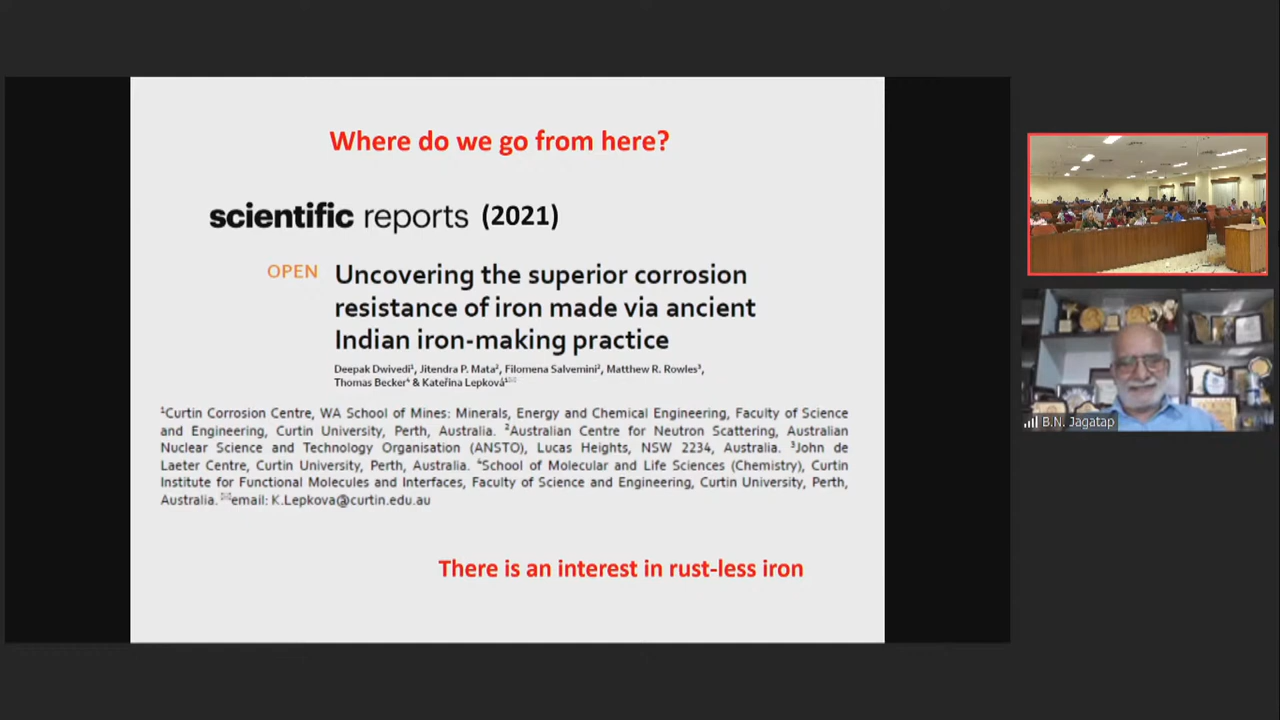 Where do we go from here?
scientific reports (2021)
OPEN Uncovering the superior corrosion
resistance of iron made via ancient
Indian iron-making practice
Deepak Dwivedi¹, Jitendra P. Mata², Filomena Salvemini², Matthew R. Rowles³,
Thomas Becker⁴ & Kateřina Lepková¹✉
¹Curtin Corrosion Centre, WA School of Mines: Minerals, Energy and Chemical Engineering, Faculty of Science
and Engineering, Curtin University, Perth, Australia. ²Australian Centre for Neutron Scattering, Australian
Nuclear Science and Technology Organisation (ANSTO), Lucas Heights, NSW 2234, Australia. ³John de
Laeter Centre, Curtin University, Perth, Australia. ⁴School of Molecular and Life Sciences (Chemistry), Curtin
Institute for Functional Molecules and Interfaces, Faculty of Science and Engineering, Curtin University, Perth,
Australia. ✉email: K.Lepkova@curtin.edu.au
There is an interest in rust-less iron
B.N. Jagatap